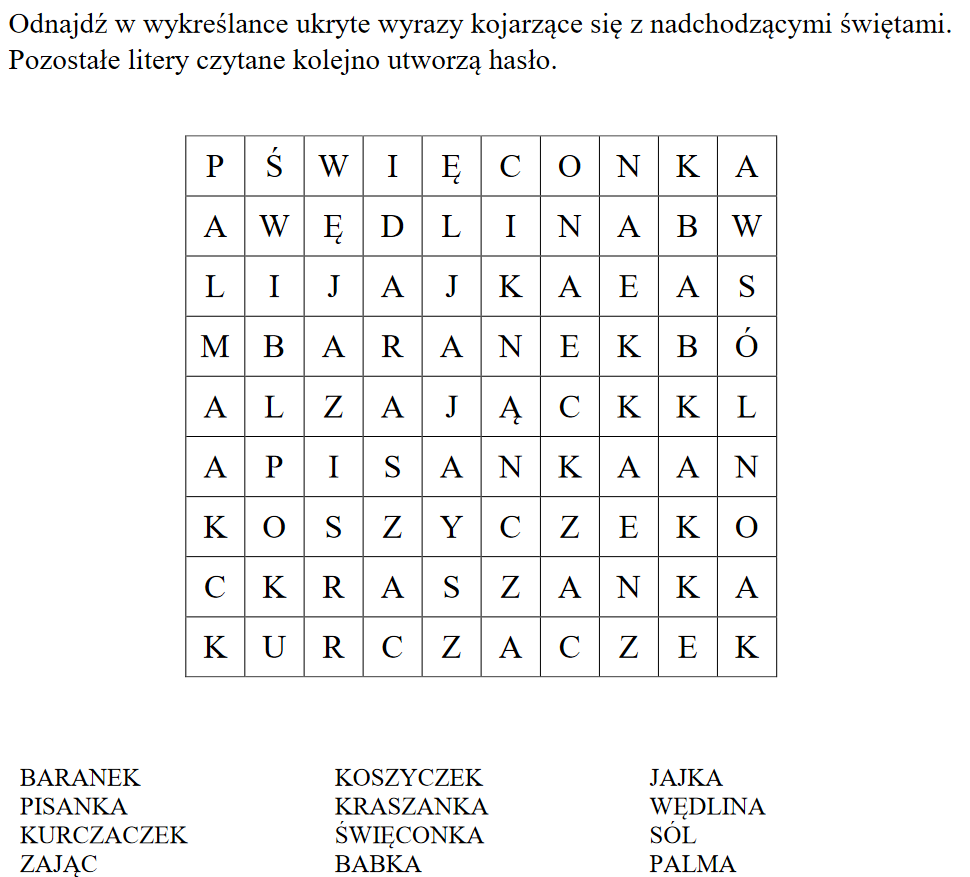 Odnajdź w wykreślance ukryte wyrazy kojarzące się z nadchodzącymi świętami.
Pozostałe litery czytane kolejno utworzą hasło.
P Ś W I Ę C O N K A
A W Ę D L I N A B W
L I J A J K A E A S
M B A R A N E K B Ó
A L Z A J Ą C K K L
A P I S A N K A A N
K O S Z Y C Z E K O
C K R A S Z A N K A
K U R C Z A C Z E K
BARANEK KOSZYCZEK JAJKA
PISANKA KRASZANKA WĘDLINA
KURCZACZEK ŚWIĘCONKA SÓL
ZAJĄC BABKA PALMA